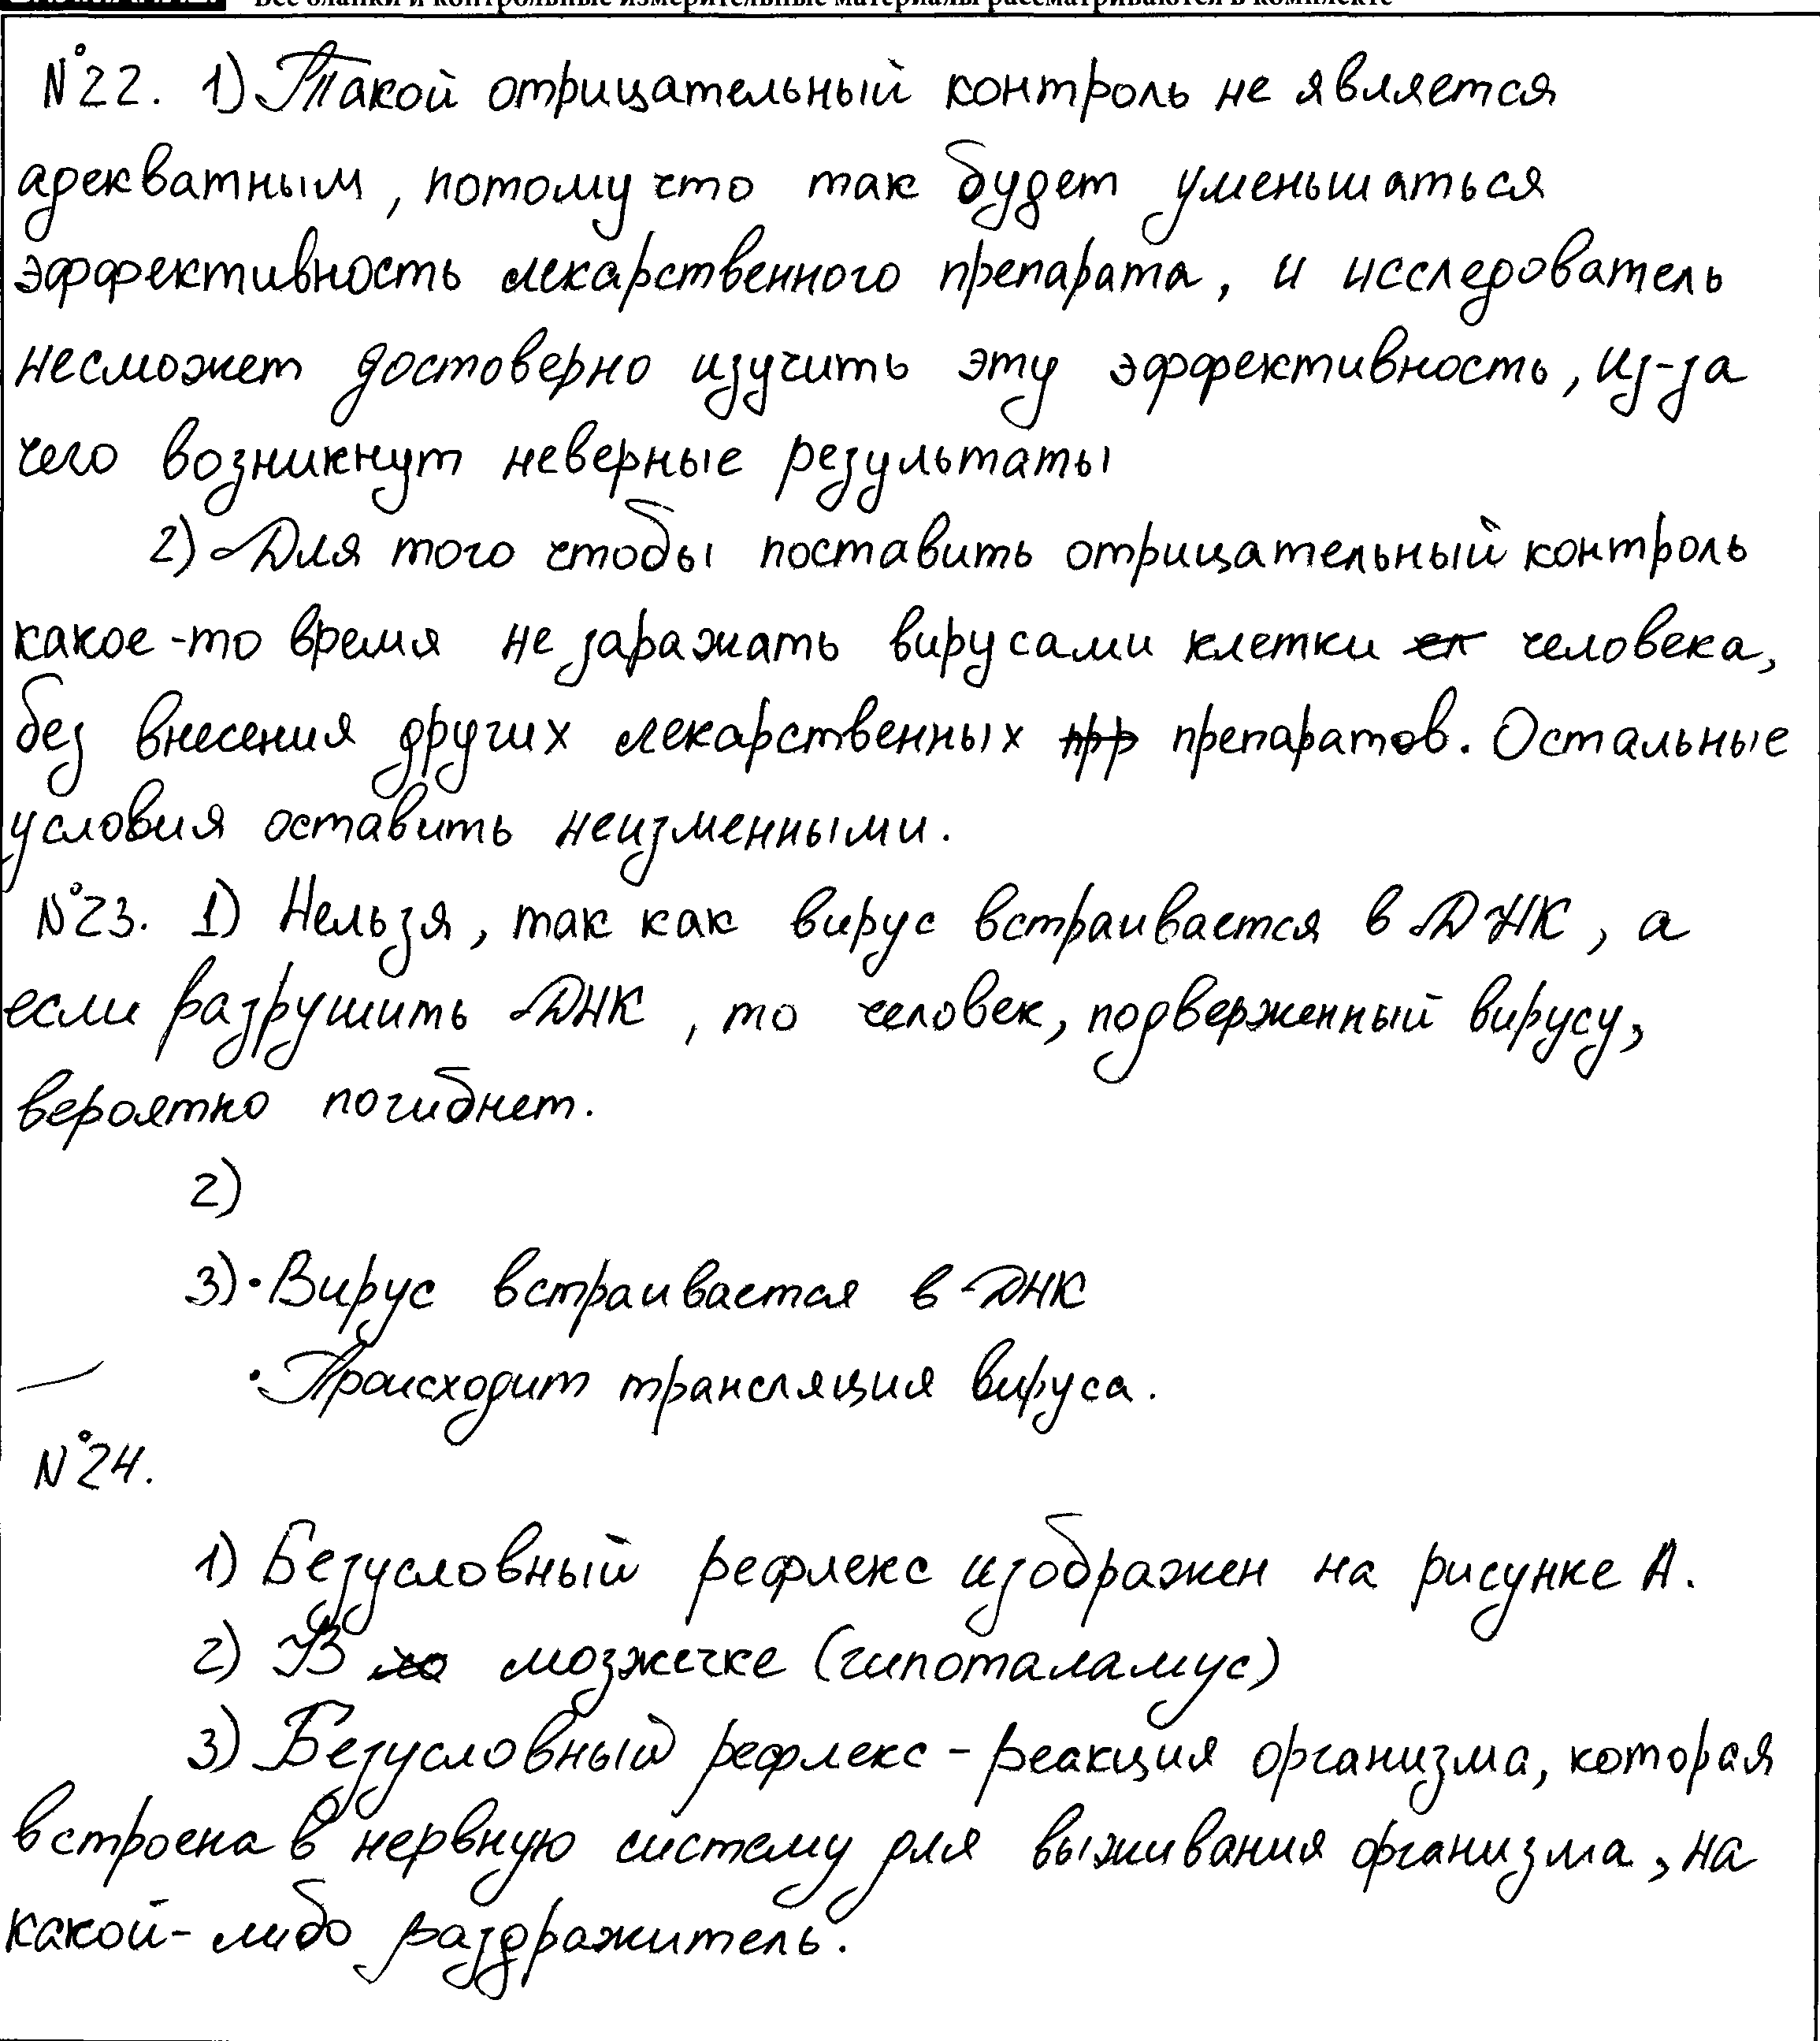 Все бланки и контрольные измерительные материалы рассматриваются в комплекте
№22. 1) Такой отрицательный контроль не является
адекватным, потому что так будет уменьшаться
эффективность лекарственного препарата, и исследователь
несможет достоверно изучить эту эффективность, из-за
чего возникнут неверные результаты
2) Для того чтобы поставить отрицательный контроль
какое-то время не заражать вирусами клетки человека,
без внесения других лекарственных препаратов. Остальные
условия оставить неизменными.
№23. 1) Нельзя, так как вирус встраивается в ДНК, а
если разрушить ДНК, то человек, подверженный вирусу,
вероятно погибнет.
2)
3) • Вирус встраивается в ДНК
• Происходит трансляция вируса.
№24.
1) Безусловный рефлекс изображен на рисунке А.
2) В мозжечке (гипоталамус)
3) Безусловный рефлекс - реакция организма, которая
встроена в нервную систему для выживания организма, на
какой-либо раздражитель.